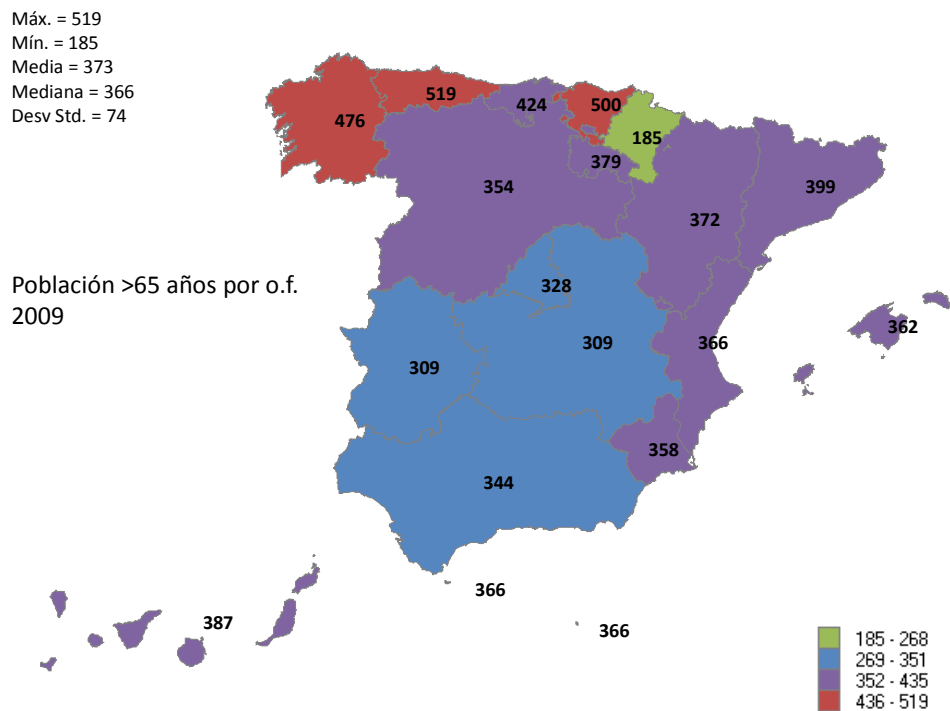 Máx. = 519
Mín. = 185
Media = 373
Mediana = 366
Desv Std. = 74
519
424
500
476
185
379
354
399
372
Población >65 años por o.f.
2009
328
362
309
366
309
358
344
366
387
366
185 - 268
269 - 351
352 - 435
436 - 519